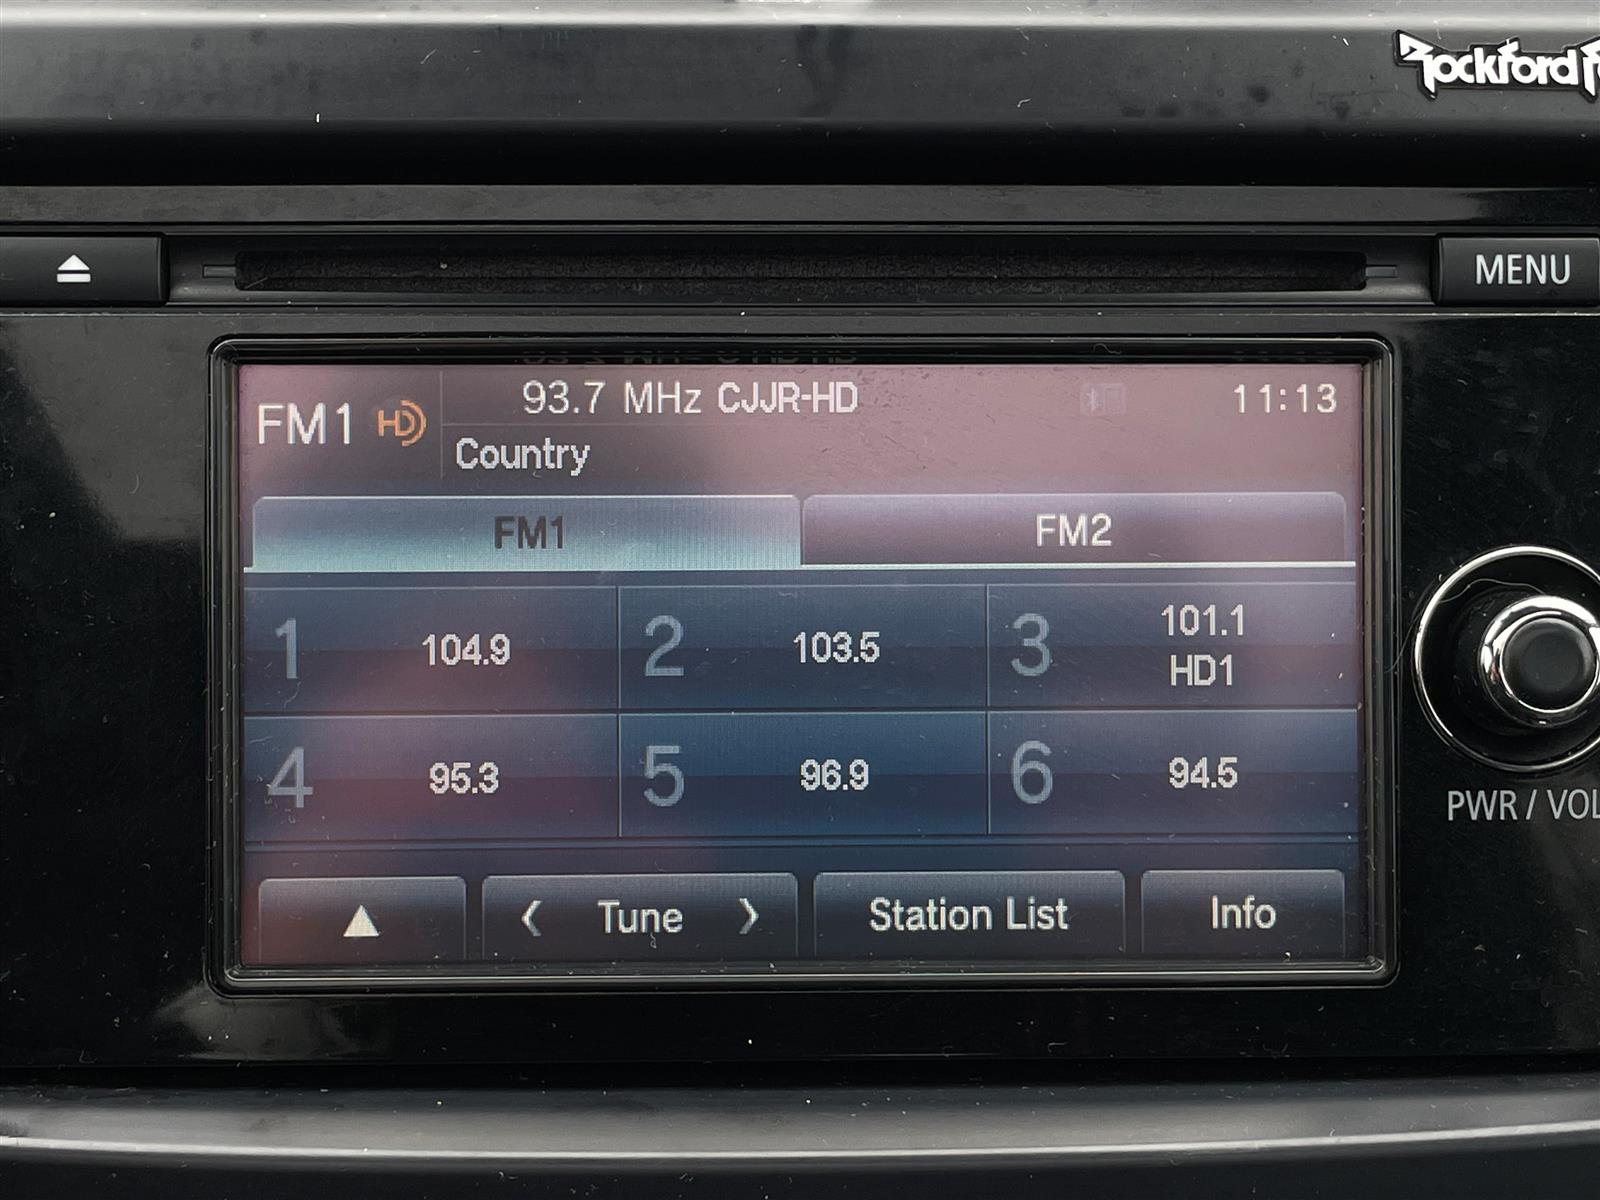 Rockford
MENU
FM1 HD 93.7 MHz CJJR-HD 11:13
Country
FM1 FM2
1 104.9 2 103.5 3 101.1
HD1
4 95.3 5 96.9 6 94.5
Tune Station List Info
PWR / VOL